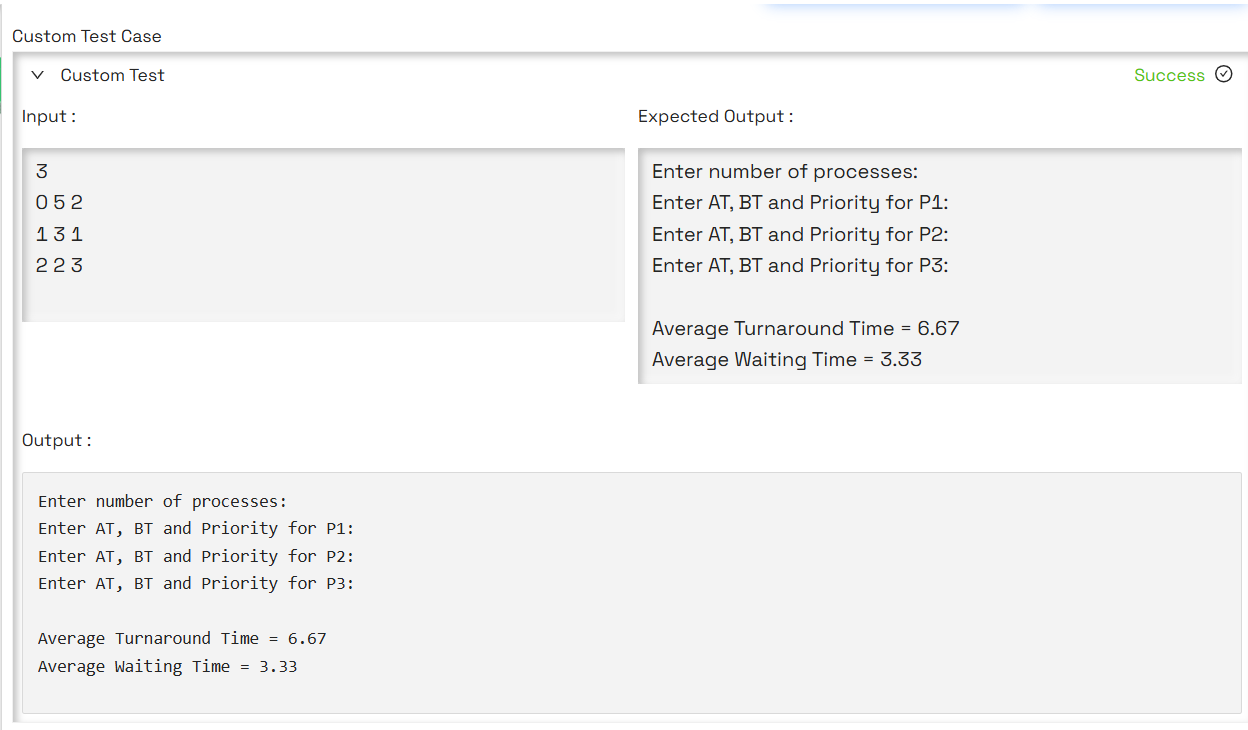 Custom Test Case
Custom Test
Success
Input :
3
0 5 2
1 3 1
2 2 3
Expected Output :
Enter number of processes:
Enter AT, BT and Priority for P1:
Enter AT, BT and Priority for P2:
Enter AT, BT and Priority for P3:
Average Turnaround Time = 6.67
Average Waiting Time = 3.33
Output :
Enter number of processes:
Enter AT, BT and Priority for P1:
Enter AT, BT and Priority for P2:
Enter AT, BT and Priority for P3:
Average Turnaround Time = 6.67
Average Waiting Time = 3.33